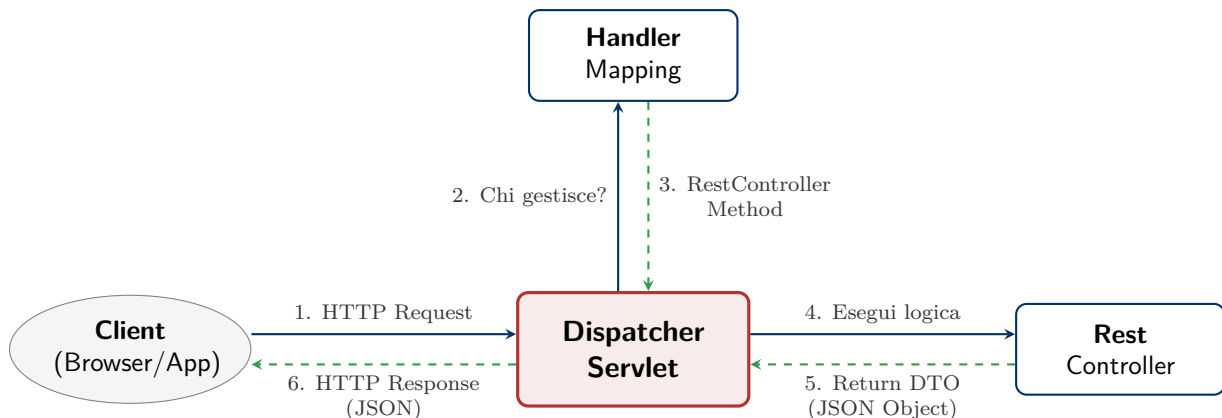 Handler
Mapping
2. Chi gestisce?
3. RestController
Method
Client
(Browser/App)
1. HTTP Request
6. HTTP Response
(JSON)
Dispatcher
Servlet
4. Esegui logica
5. Return DTO
(JSON Object)
Rest
Controller